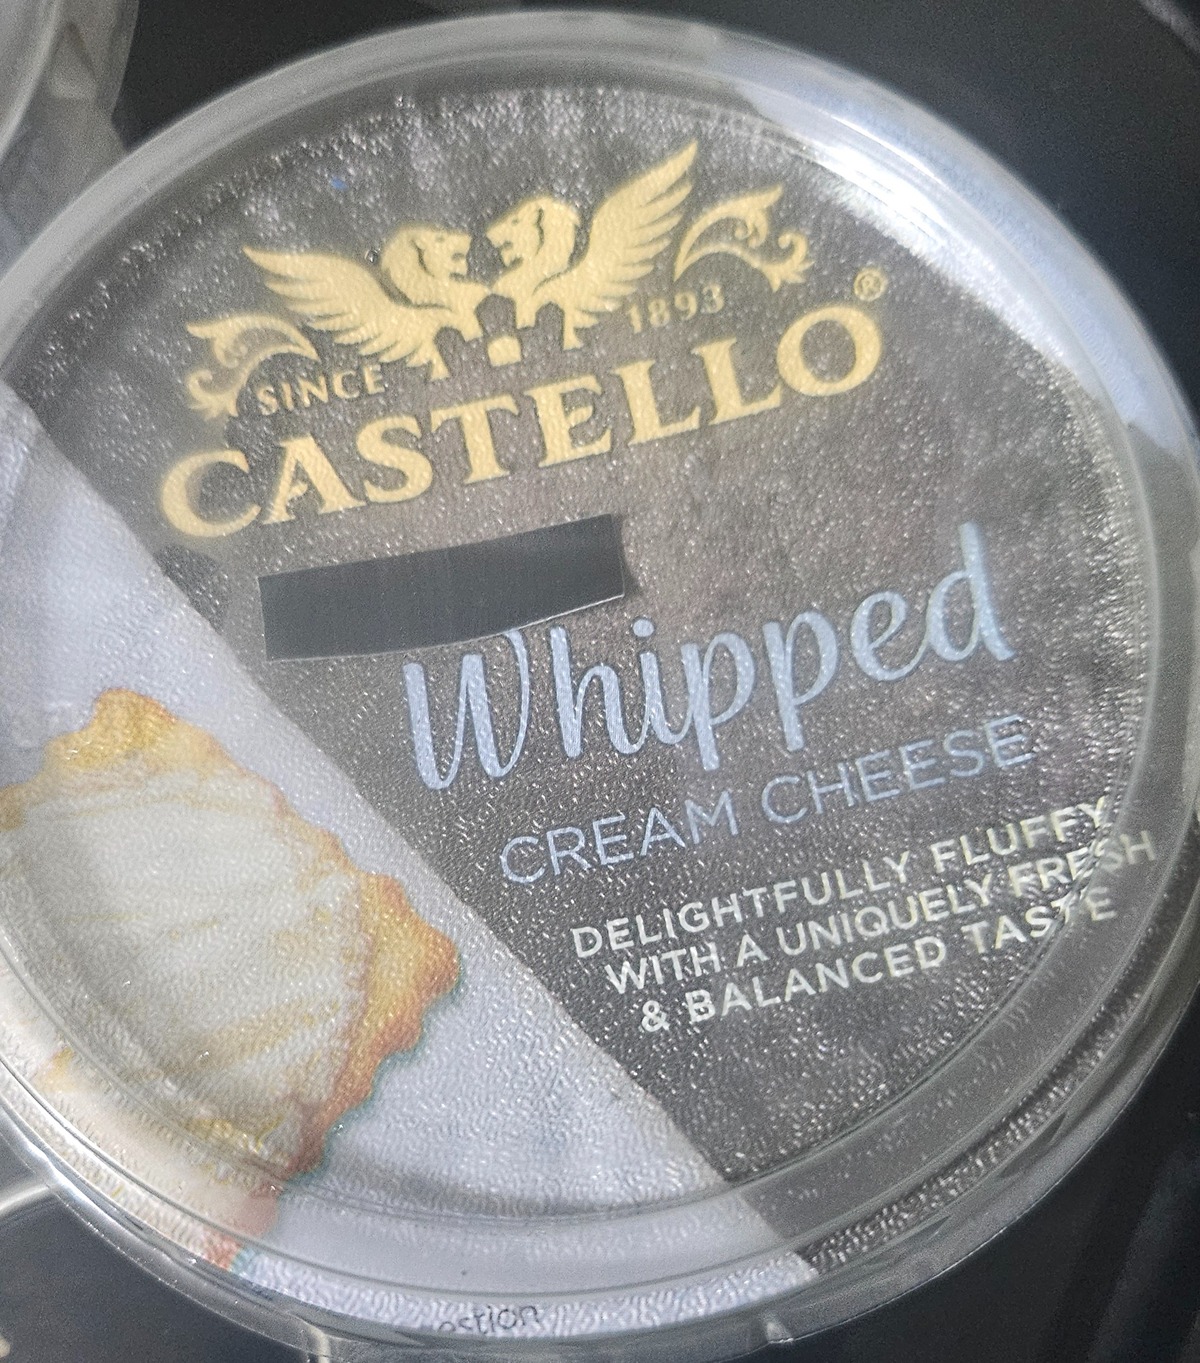 SINCE 1893
CASTELLO®
Whipped
CREAM CHEESE
DELIGHTFULLY FLUFFY
WITH A UNIQUELY FRESH
& BALANCED TASTE